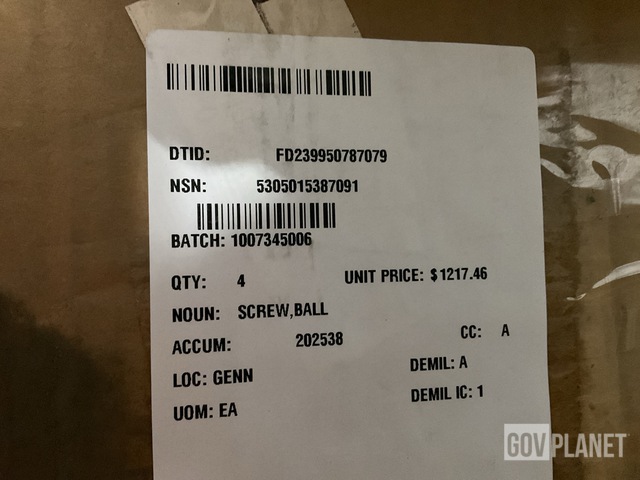 DTID: FD239950787079
NSN: 5305015387091
BATCH: 1007345006
QTY: 4 UNIT PRICE: $1217.46
NOUN: SCREW,BALL
ACCUM: 202538 CC: A
LOC: GENN DEMIL: A
UOM: EA DEMIL IC: 1
GOVPLANET